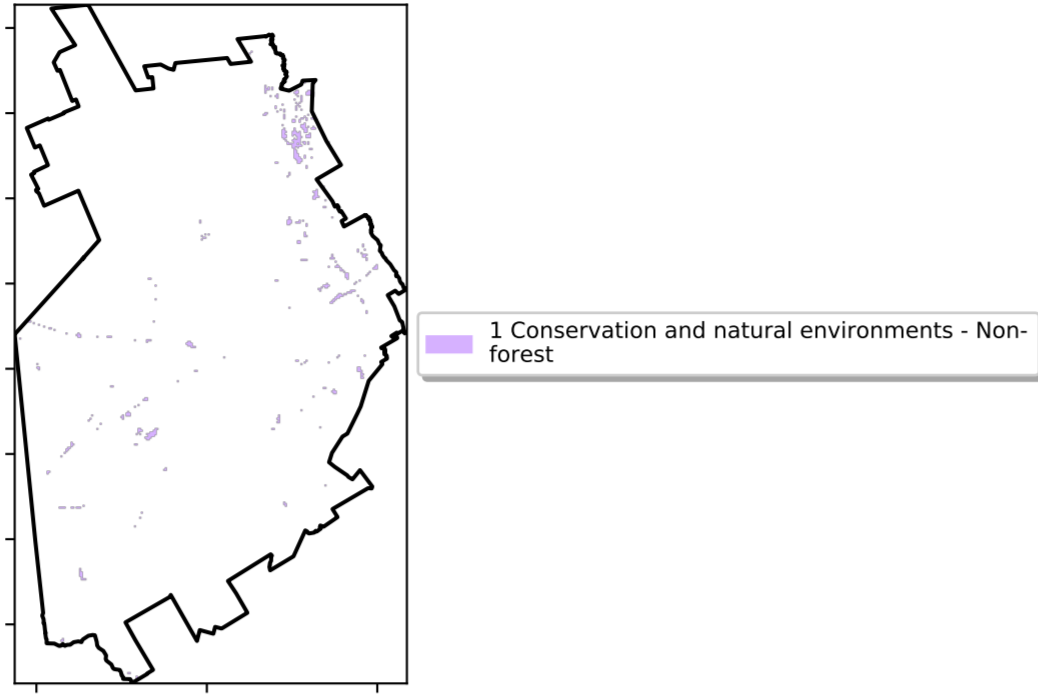 1 Conservation and natural environments - Non-
forest